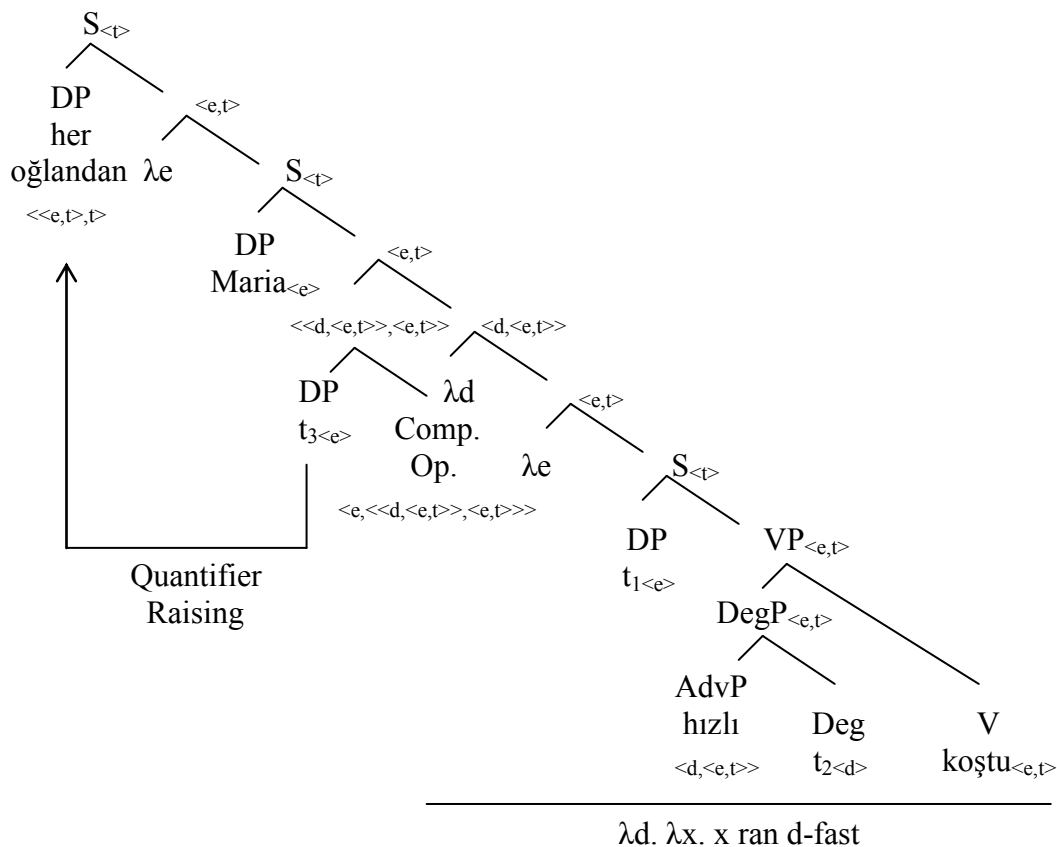 S<t>
DP
her
oğlandan
<<e,t>,t>
<e,t>
λe
S<t>
DP
Maria<e>
<e,t>
<<d,<e,t>>,<e,t>>
<d,<e,t>>
DP
t3<e>
λd
Comp.
Op.
<e,<<d,<e,t>>,<e,t>>>
<e,t>
λe
S<t>
DP
t1<e>
VP<e,t>
DegP<e,t>
AdvP
hızlı
<d,<e,t>>
Deg
t2<d>
V
koştu<e,t>
Quantifier
Raising
λd. λx. x ran d-fast